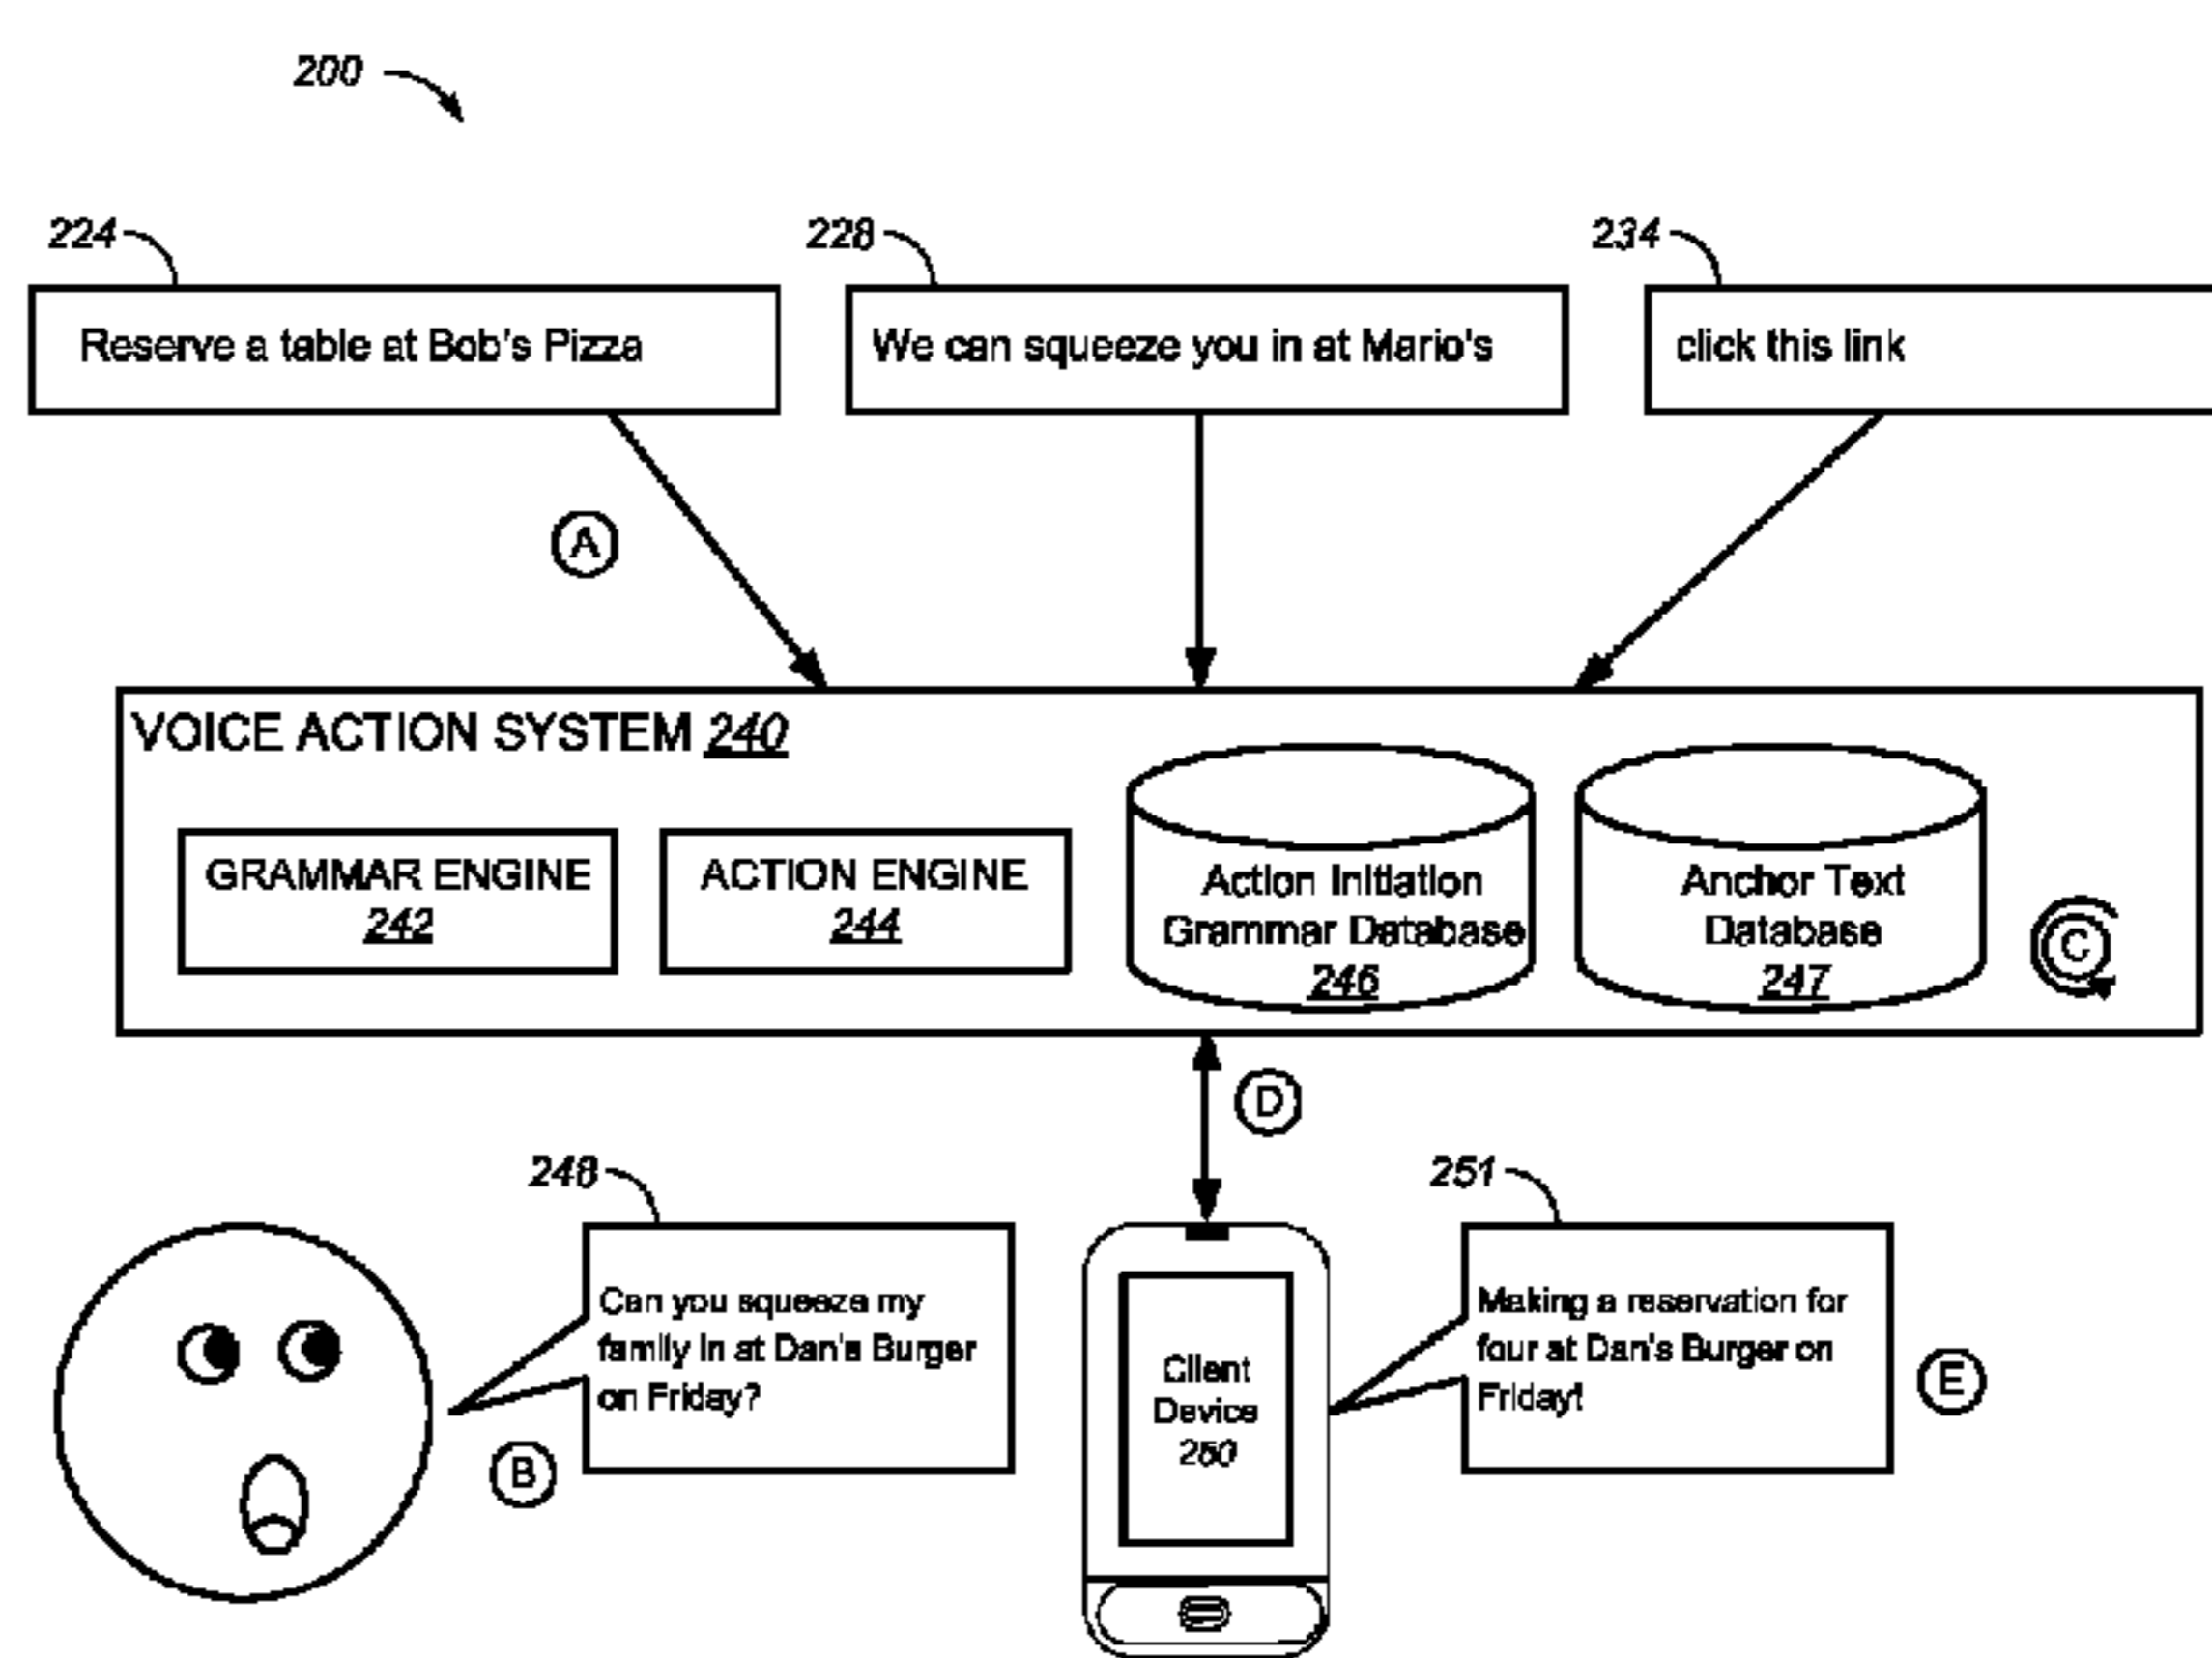 200
224
228
234
Reserve a table at Bob's Pizza
We can squeeze you in at Mario's
click this link
A
VOICE ACTION SYSTEM 240
GRAMMAR ENGINE
242
ACTION ENGINE
244
Action Initiation
Grammar Database
246
Anchor Text
Database
247
C
D
248
251
Can you squeeze my
family in at Dan's Burger
on Friday?
B
Client
Device
250
Making a reservation for
four at Dan's Burger on
Friday!
E